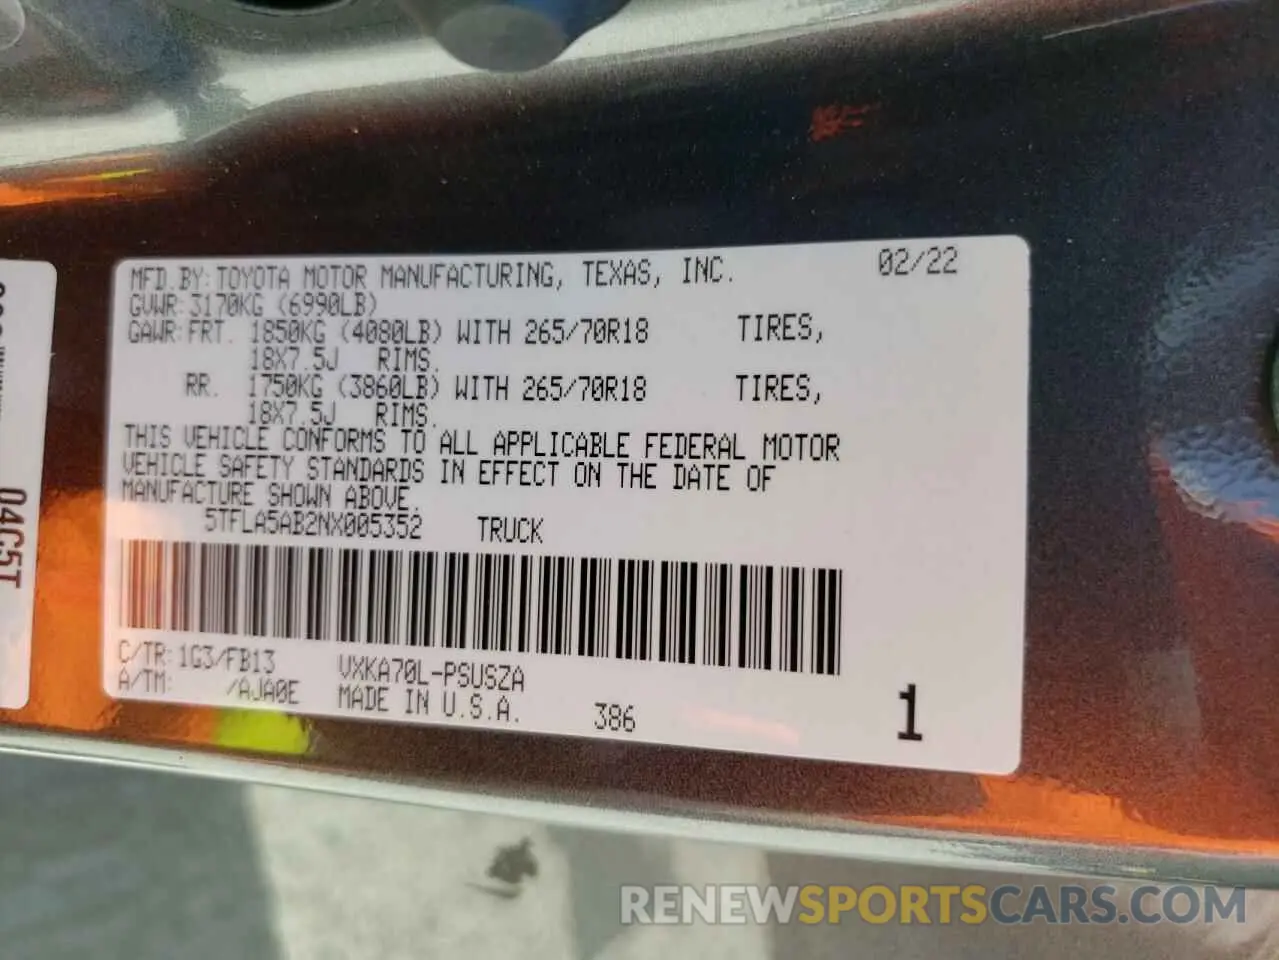 MFD.BY: TOYOTA MOTOR MANUFACTURING, TEXAS, INC. 02/22
GVWR: 3170KG (6990LB)
GAWR: FRT. 1850KG (4080LB) WITH 265/70R18 TIRES,
18X7.5J RIMS.
RR. 1750KG (3860LB) WITH 265/70R18 TIRES,
18X7.5J RIMS.
THIS VEHICLE CONFORMS TO ALL APPLICABLE FEDERAL MOTOR
VEHICLE SAFETY STANDARDS IN EFFECT ON THE DATE OF
MANUFACTURE SHOWN ABOVE.
5TFLA5AB2NX005352 TRUCK
C/TR: 1G3/FB13 VXKA70L-PSUSZA
A/TM: /AJA0E MADE IN U.S.A. 386 1
04C5T
RENEWSPORTSCARS.COM